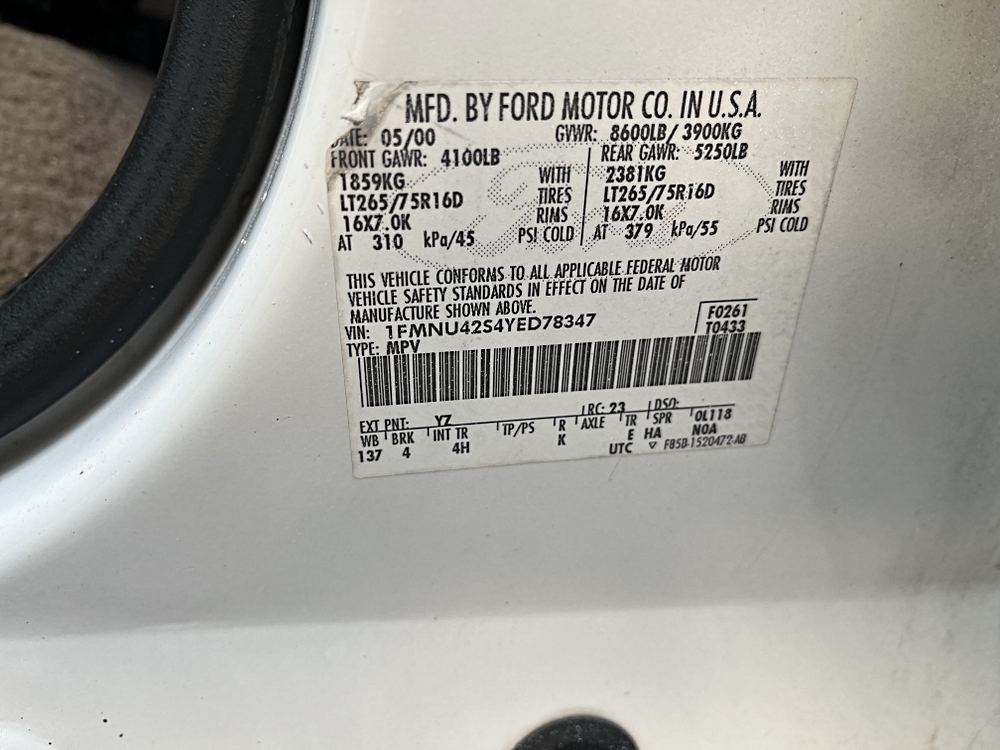 MFD. BY FORD MOTOR CO. IN U.S.A.
DATE: 05/00 GVWR: 8600LB/ 3900KG
FRONT GAWR: 4100LB REAR GAWR: 5250LB
1859KG WITH 2381KG WITH
LT265/75R16D TIRES LT265/75R16D TIRES
16X7.0K RIMS 16X7.0K RIMS
AT 310 kPa/45 PSI COLD AT 379 kPa/55 PSI COLD
THIS VEHICLE CONFORMS TO ALL APPLICABLE FEDERAL MOTOR
VEHICLE SAFETY STANDARDS IN EFFECT ON THE DATE OF
MANUFACTURE SHOWN ABOVE.
VIN: 1FMNU42S4YED78347 F0261
TYPE: MPV T0433
EXT PNT: YZ RC: 23 DSO:
WB BRK INT TR TP/PS R AXLE TR SPR 0L118
137 4 4H K E HA NOA
UTC ▽ F85B-1520472-AB